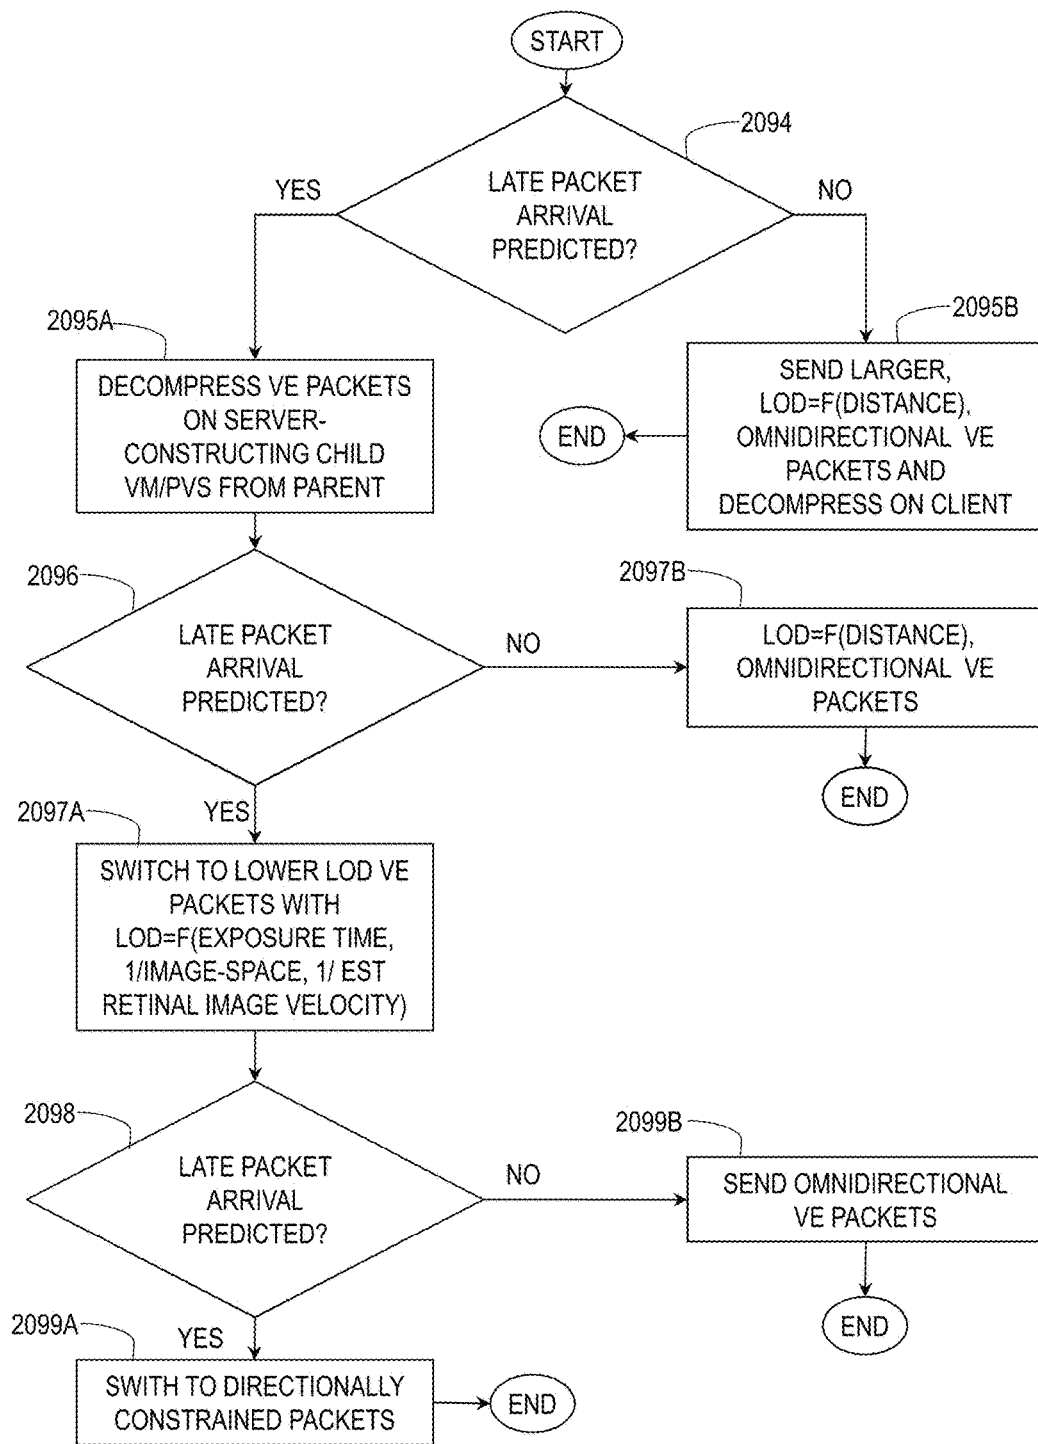 START
2094
LATE PACKET
ARRIVAL
PREDICTED?
YES
NO
2095A
DECOMPRESS VE PACKETS
ON SERVER-
CONSTRUCTING CHILD
VM/PVS FROM PARENT
2095B
SEND LARGER,
LOD=F(DISTANCE),
OMNIDIRECTIONAL VE
PACKETS AND
DECOMPRESS ON CLIENT
END
2096
LATE PACKET
ARRIVAL
PREDICTED?
NO
2097B
LOD=F(DISTANCE),
OMNIDIRECTIONAL VE
PACKETS
END
YES
2097A
SWITCH TO LOWER LOD VE
PACKETS WITH
LOD=F(EXPOSURE TIME,
1/IMAGE-SPACE, 1/ EST
RETINAL IMAGE VELOCITY)
2098
LATE PACKET
ARRIVAL
PREDICTED?
NO
2099B
SEND OMNIDIRECTIONAL
VE PACKETS
END
YES
2099A
SWITH TO DIRECTIONALLY
CONSTRAINED PACKETS
END